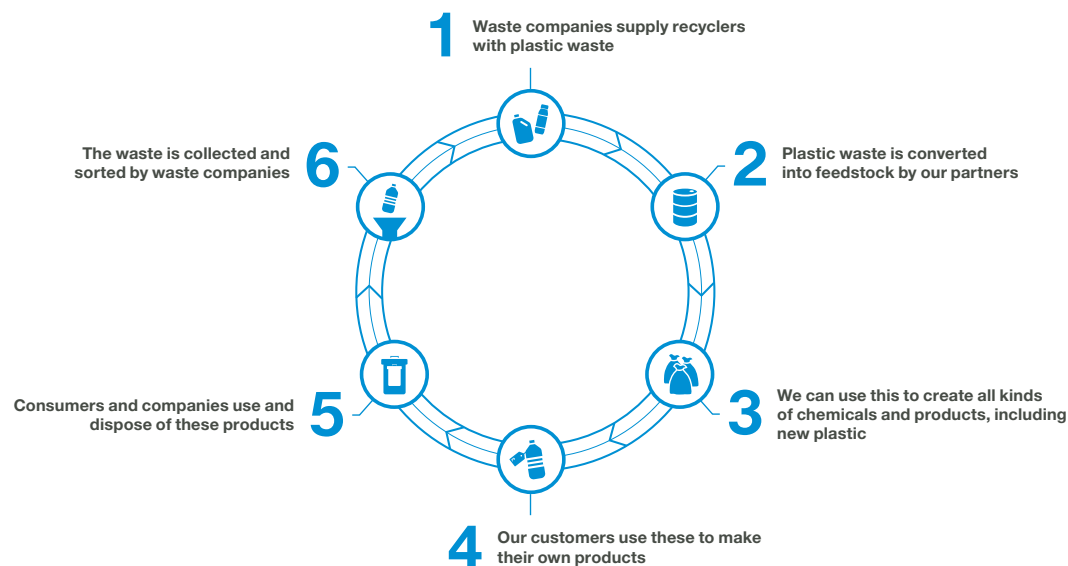 1
Waste companies supply recyclers
with plastic waste
2
Plastic waste is converted
into feedstock by our partners
3
We can use this to create all kinds
of chemicals and products, including
new plastic
4
Our customers use these to make
their own products
5
Consumers and companies use and
dispose of these products
6
The waste is collected and
sorted by waste companies